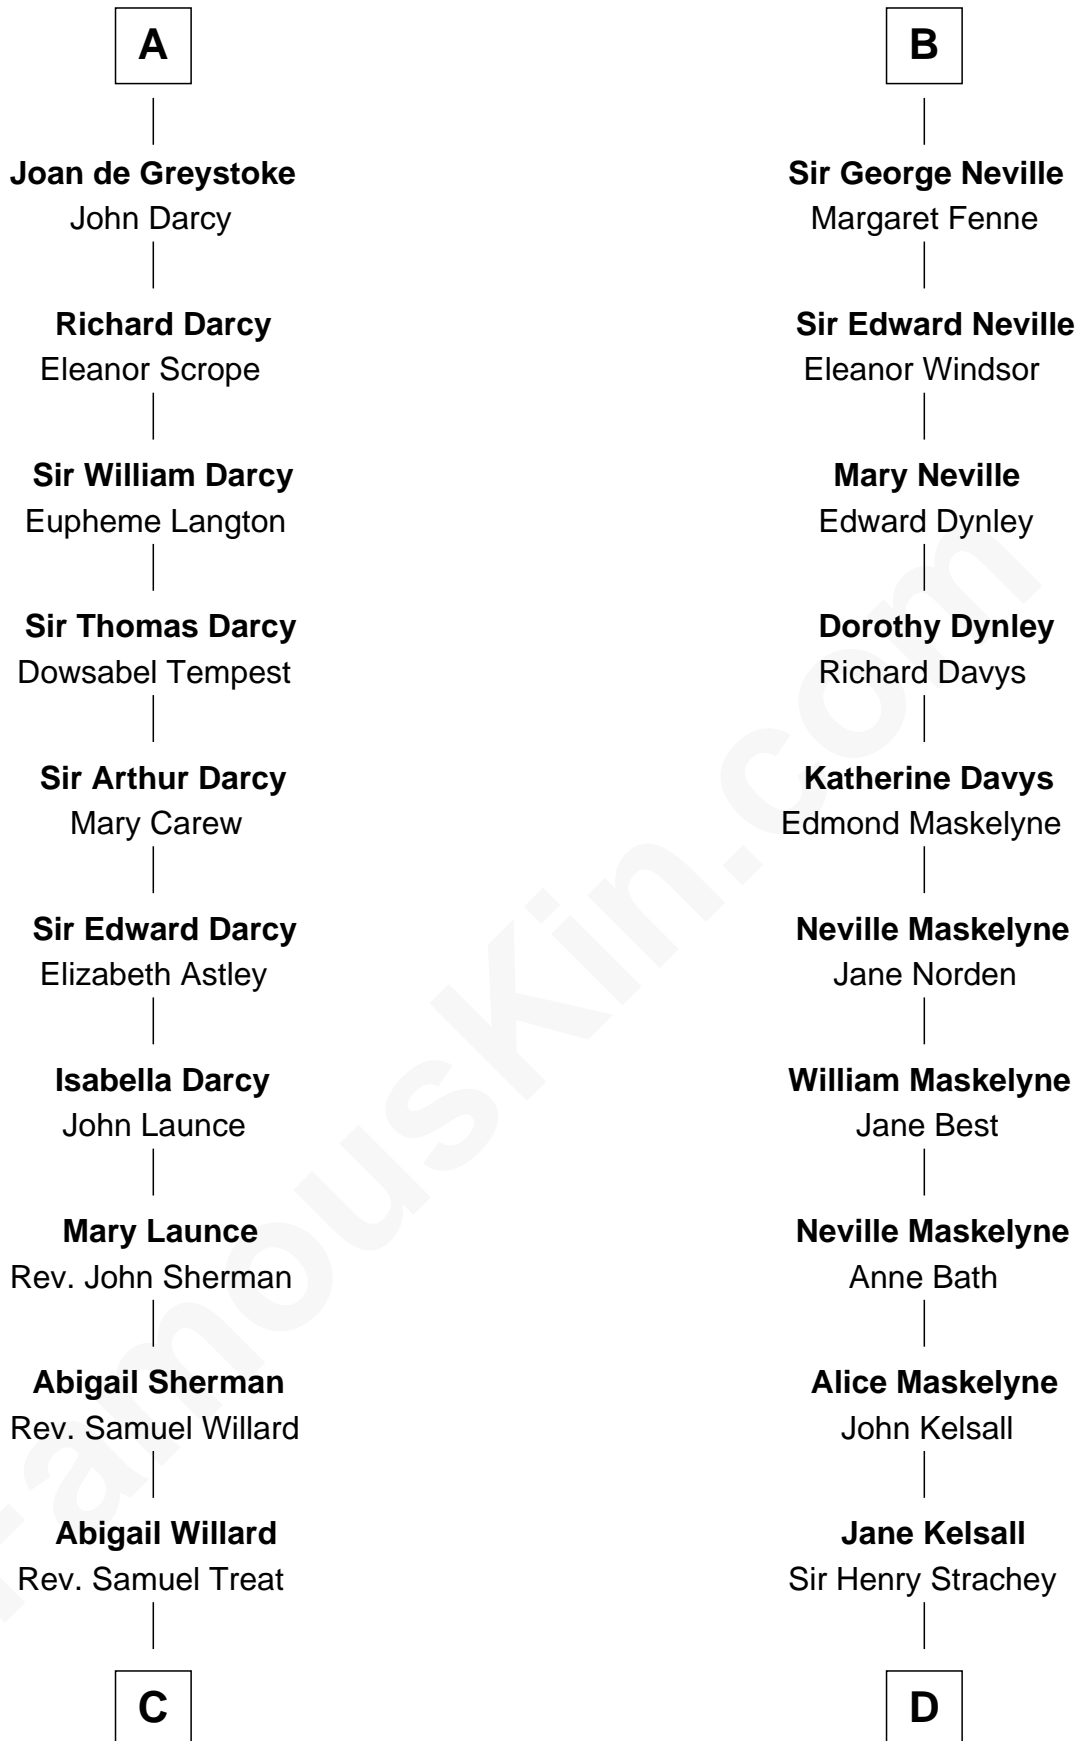 A
Joan de Greystoke
John Darcy
Richard Darcy
Eleanor Scrope
Sir William Darcy
Eupheme Langton
Sir Thomas Darcy
Dowsabel Tempest
Sir Arthur Darcy
Mary Carew
Sir Edward Darcy
Elizabeth Astley
Isabella Darcy
John Launce
Mary Launce
Rev. John Sherman
Abigail Sherman
Rev. Samuel Willard
Abigail Willard
Rev. Samuel Treat
C
B
Sir George Neville
Margaret Fenne
Sir Edward Neville
Eleanor Windsor
Mary Neville
Edward Dynley
Dorothy Dynley
Richard Davys
Katherine Davys
Edmond Maskelyne
Neville Maskelyne
Jane Norden
William Maskelyne
Jane Best
Neville Maskelyne
Anne Bath
Alice Maskelyne
John Kelsall
Jane Kelsall
Sir Henry Strachey
D
FamousKin.com